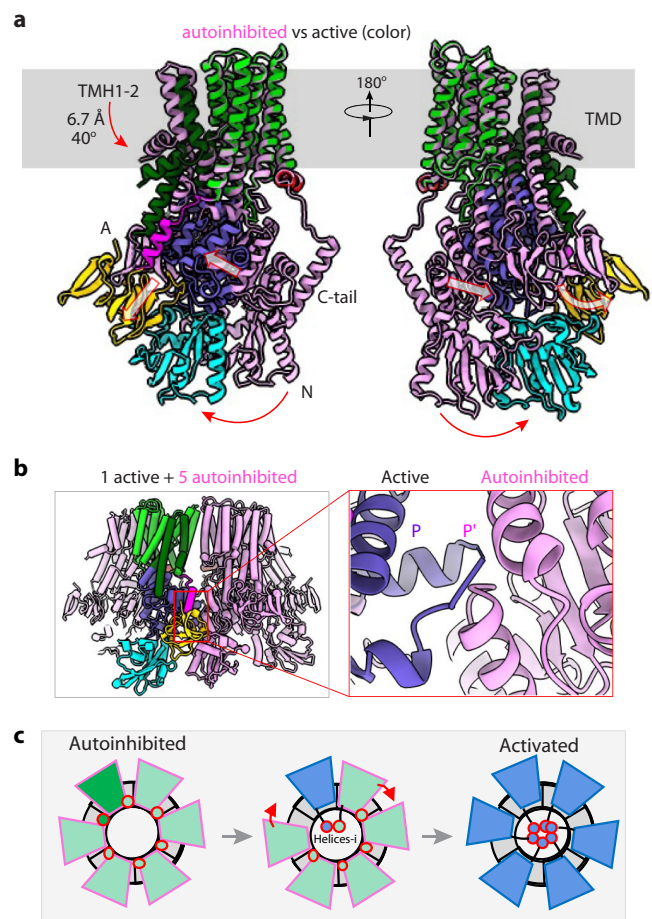 a
autoinhibited vs active (color)
TMH1-2
6.7 Å
40°
180°
TMD
A
C-tail
N
b
1 active + 5 autoinhibited
Active
Autoinhibited
P
P'
c
Autoinhibited
Activated
Helices-i